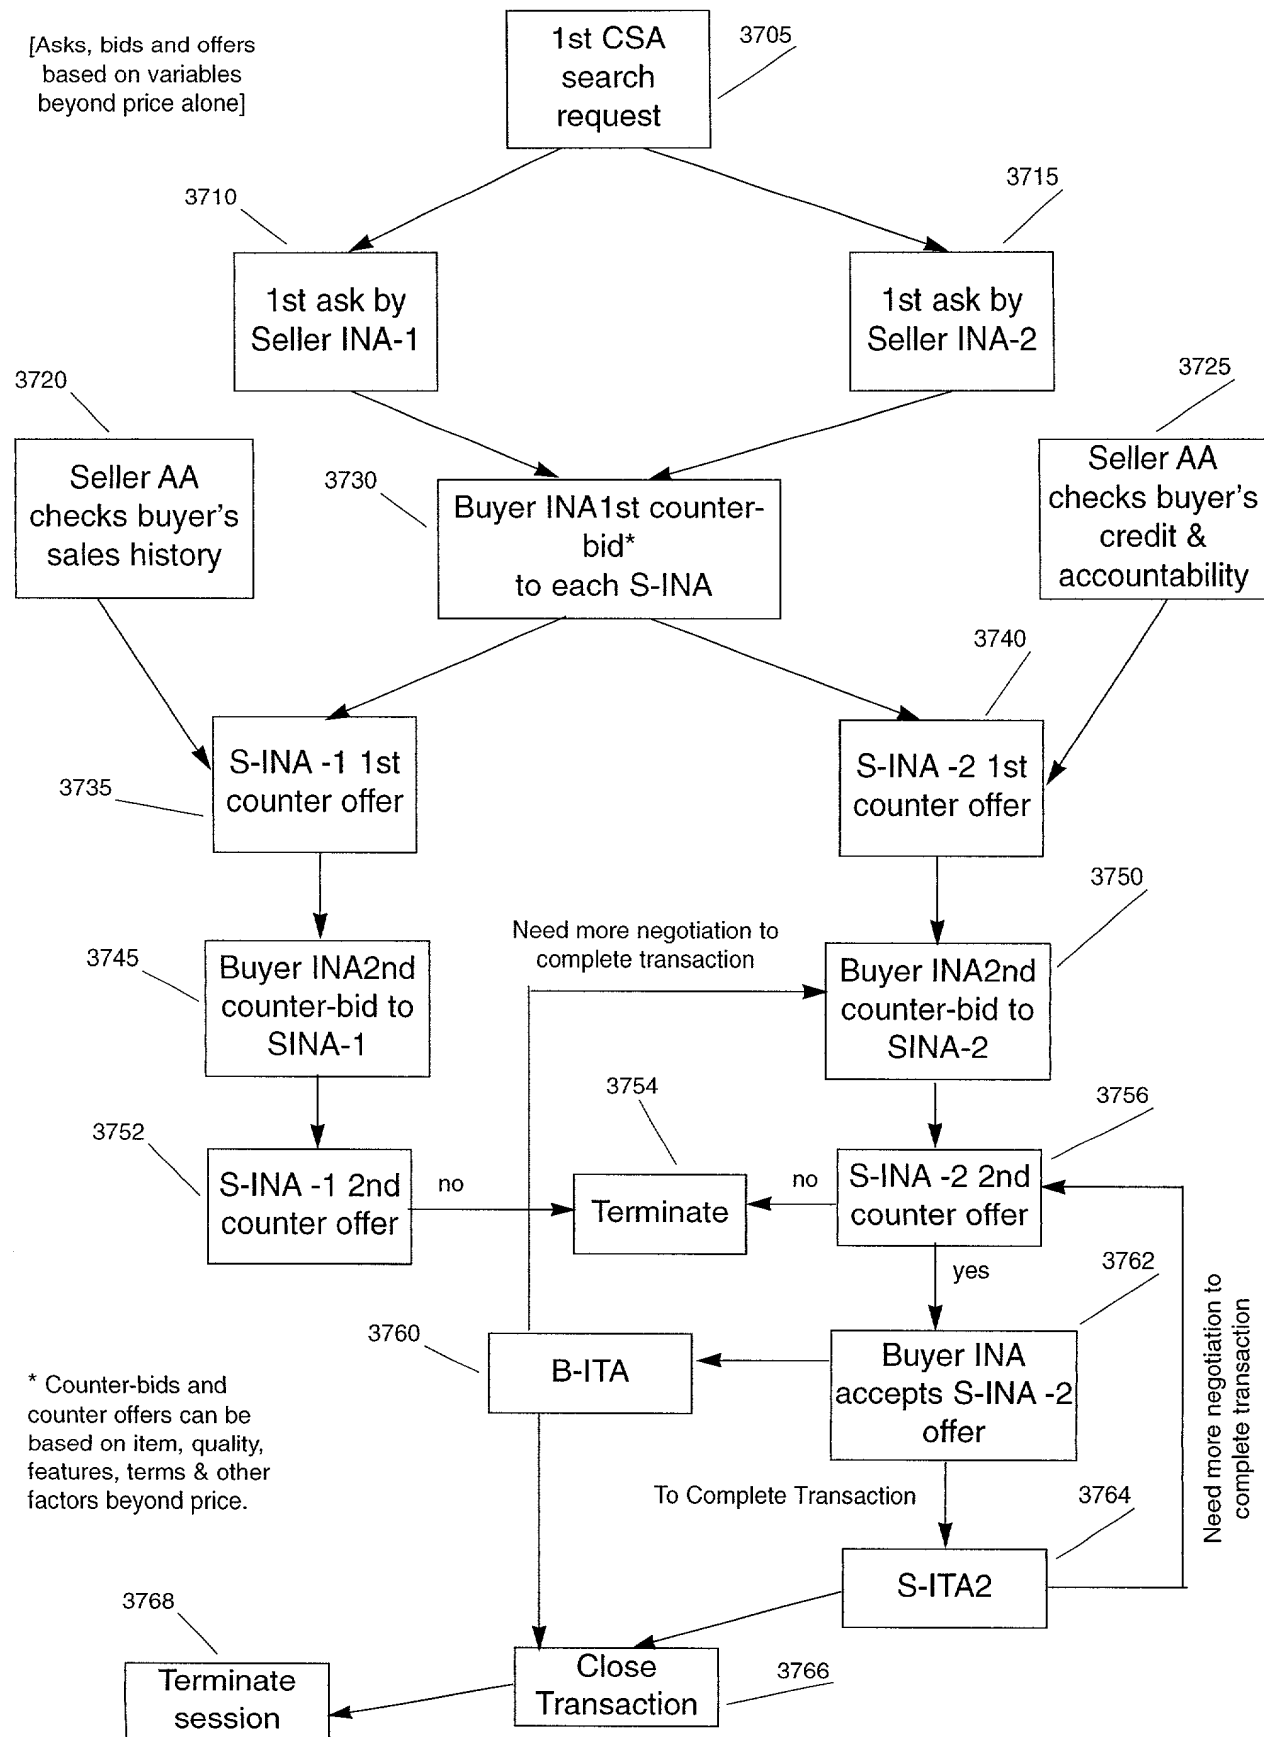 [Asks, bids and offers
based on variables
beyond price alone]
1st CSA
search
request
3705
3710
3715
1st ask by
Seller INA-1
1st ask by
Seller INA-2
3720
3725
Seller AA
checks buyer's
sales history
3730
Buyer INA1st counter-
bid*
to each S-INA
Seller AA
checks buyer's
credit &
accountability
3740
S-INA -1 1st
counter offer
3735
S-INA -2 1st
counter offer
3750
Need more negotiation to
complete transaction
3745
Buyer INA2nd
counter-bid to
SINA-1
Buyer INA2nd
counter-bid to
SINA-2
3754
3756
3752
S-INA -1 2nd
counter offer
no
Terminate
no
S-INA -2 2nd
counter offer
yes
3762
3760
B-ITA
Buyer INA
accepts S-INA -2
offer
Need more negotiation to
complete transaction
* Counter-bids and
counter offers can be
based on item, quality,
features, terms & other
factors beyond price.
To Complete Transaction
3764
S-ITA2
3768
Terminate
session
Close
Transaction
3766